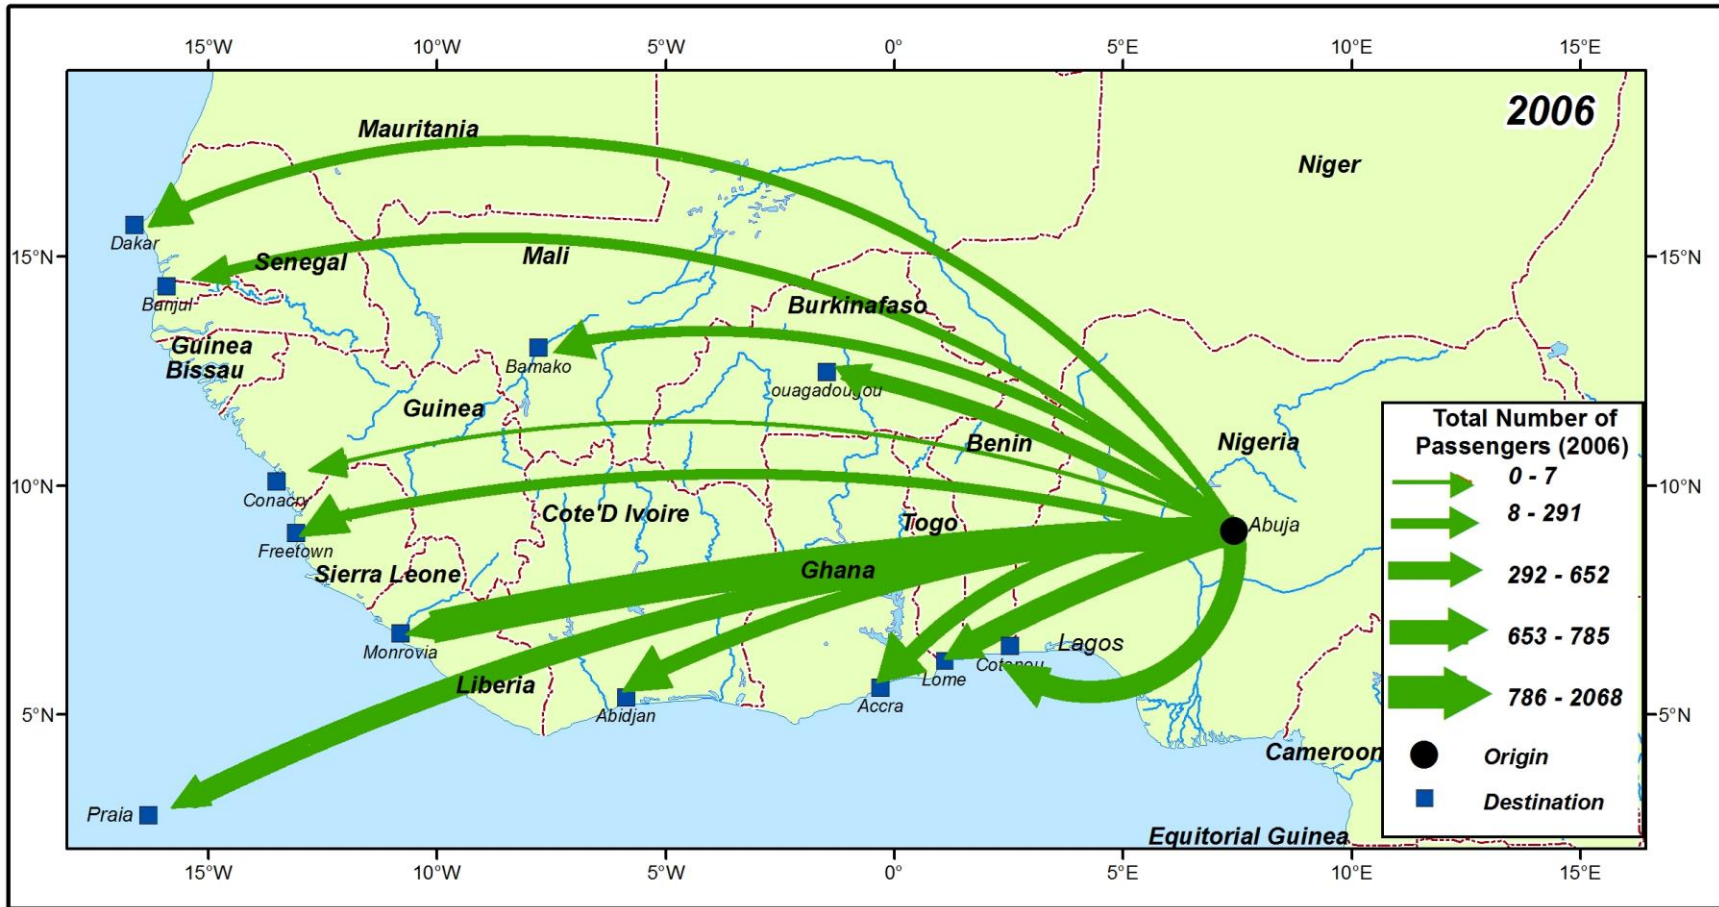 15°W 10°W 5°W 0° 5°E 10°E 15°E
2006
Mauritania
Niger
Dakar
15°N
Senegal
Mali
15°N
Banjul
Burkinafaso
Guinea
Bissau
Bamako
ouagadougou
Guinea
Benin
Nigeria
Total Number of
Passengers (2006)
0 - 7
8 - 291
292 - 652
653 - 785
786 - 2068
Origin
Destination
10°N
Conacry
10°N
Cote'D Ivoire
Togo
Abuja
Freetown
Sierra Leone
Ghana
Monrovia
Lagos
Cotonou
Lome
Liberia
Abidjan
Accra
5°N
5°N
Cameroon
Praia
Equitorial Guinea
15°W 10°W 5°W 0° 5°E 10°E 15°E